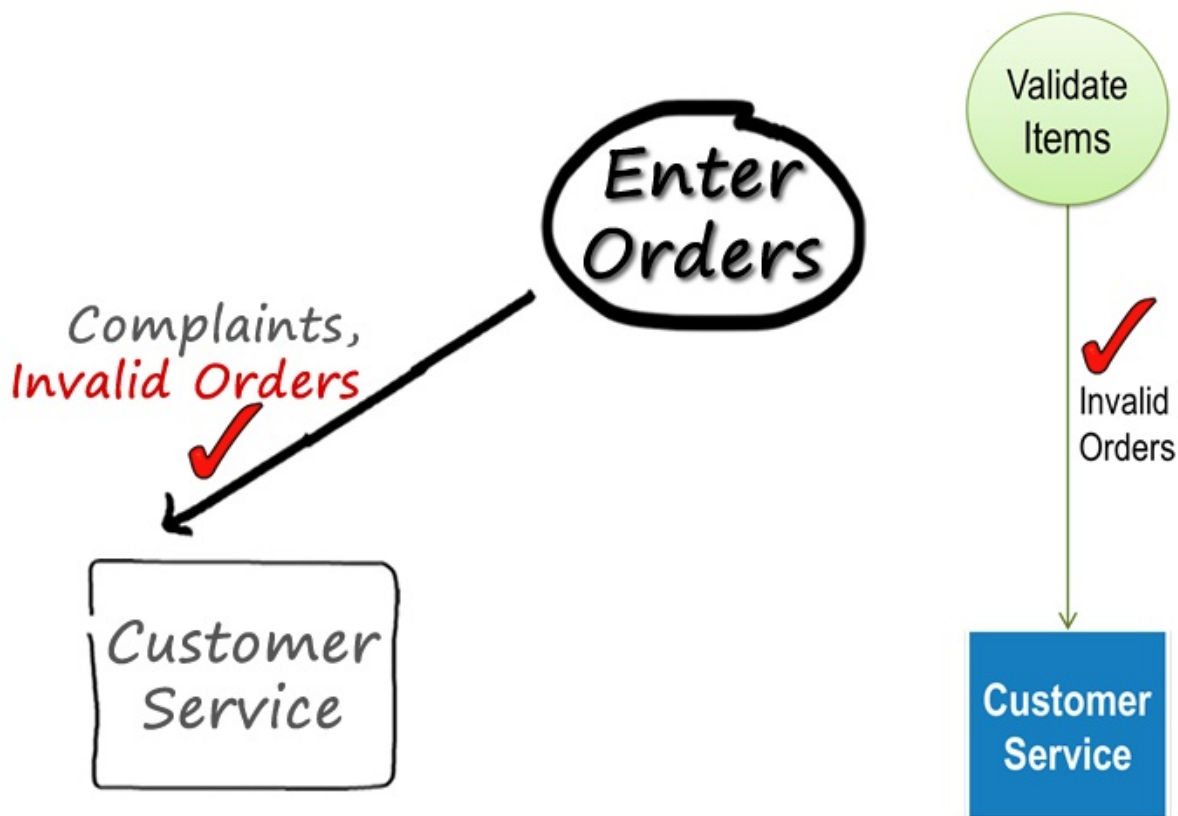 Enter
Orders
Complaints,
Invalid Orders
Customer
Service
Validate
Items
Invalid
Orders
Customer
Service